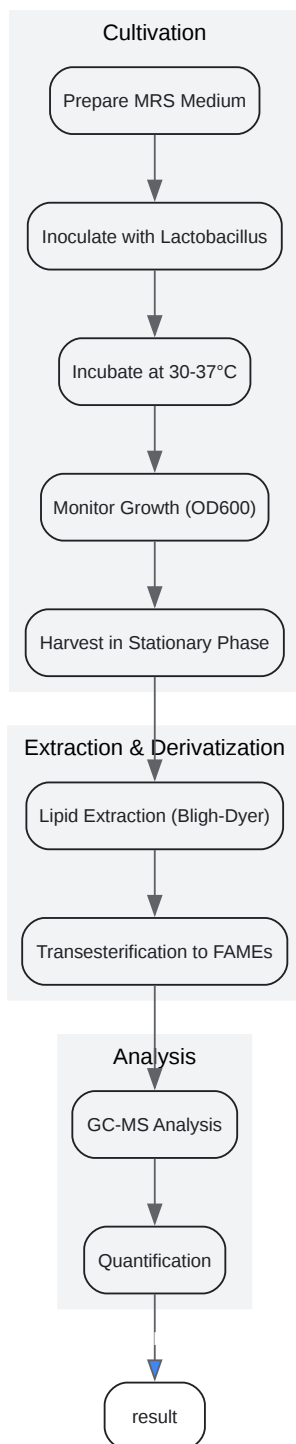 Cultivation
Prepare MRS Medium
Inoculate with Lactobacillus
Incubate at 30-37°C
Monitor Growth (OD600)
Harvest in Stationary Phase
Extraction & Derivatization
Lipid Extraction (Bligh-Dyer)
Transesterification to FAMEs
Analysis
GC-MS Analysis
Quantification
result